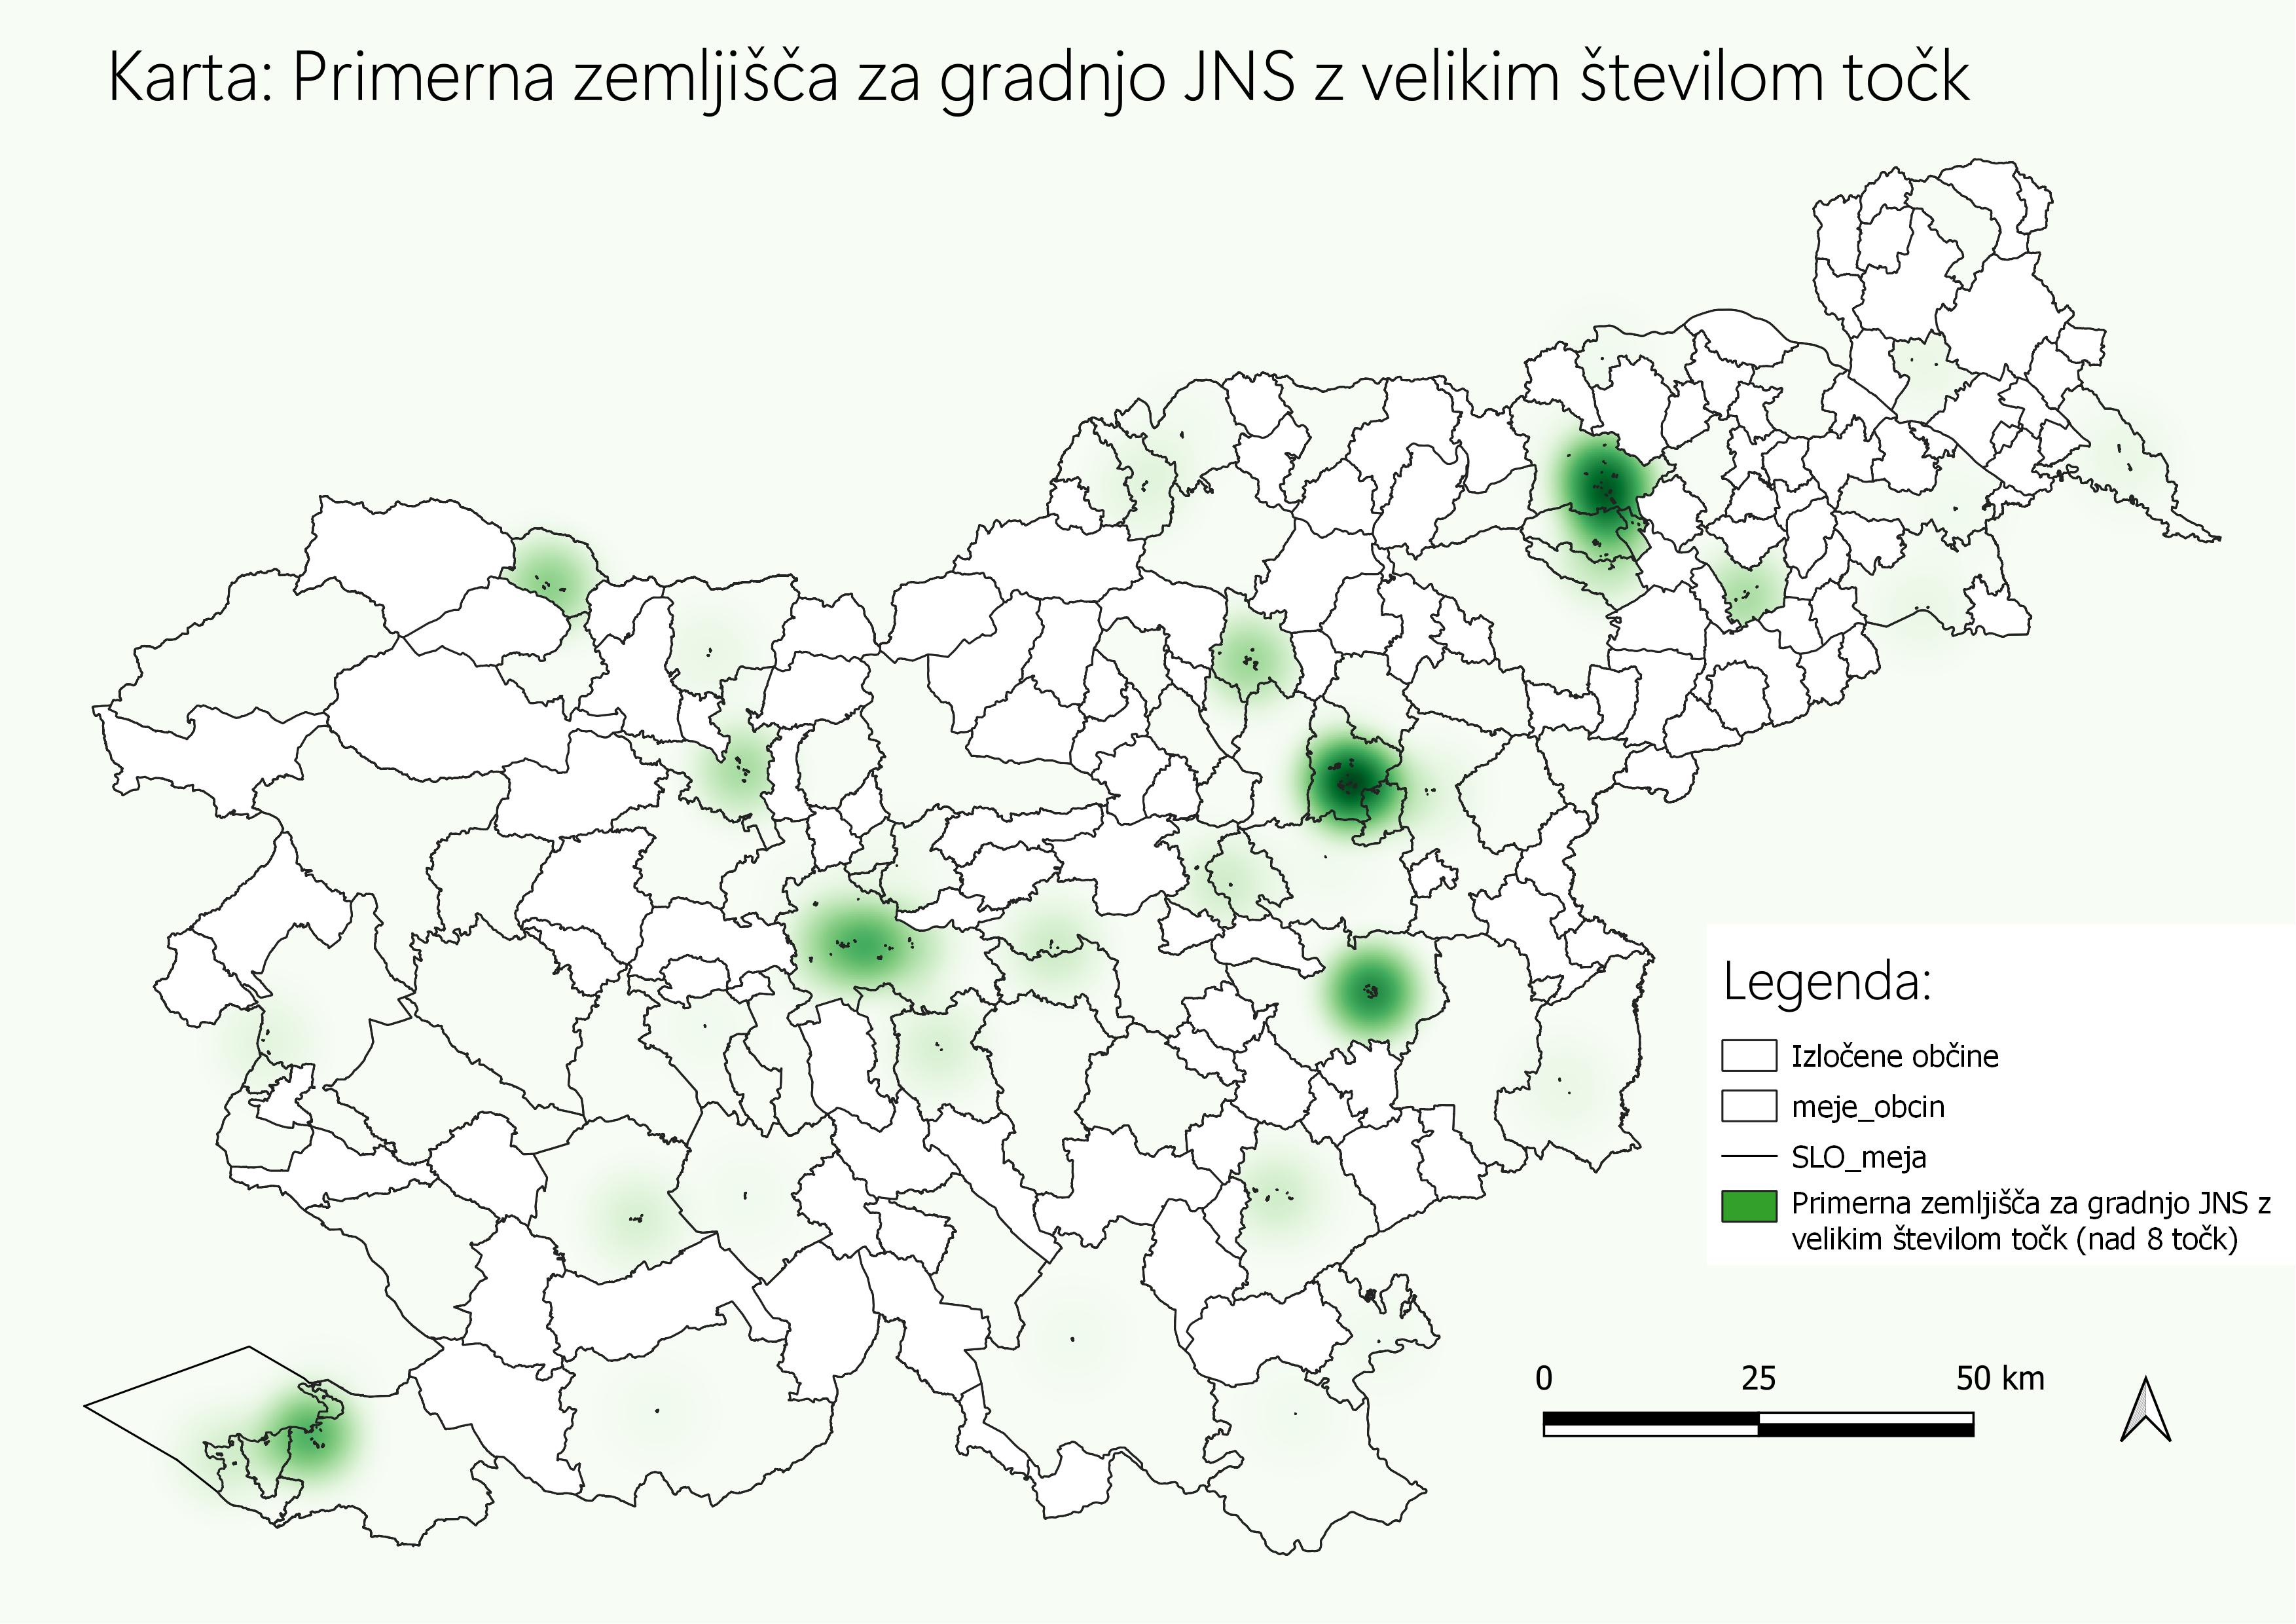 Karta: Primerna zemljišča za gradnjo JNS z velikim številom točk
Legenda:
Izločene občine
meje_obcin
SLO_meja
Primerna zemljišča za gradnjo JNS z
velikim številom točk (nad 8 točk)
0 25 50 km